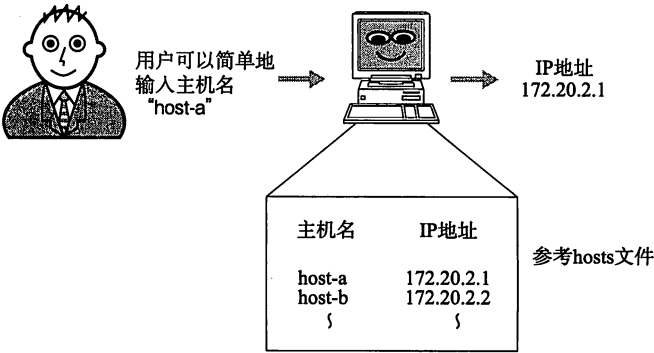 用户可以简单地
输入主机名
“host-a”
IP地址
172.20.2.1
主机名 IP地址
host-a 172.20.2.1
host-b 172.20.2.2
参考hosts文件